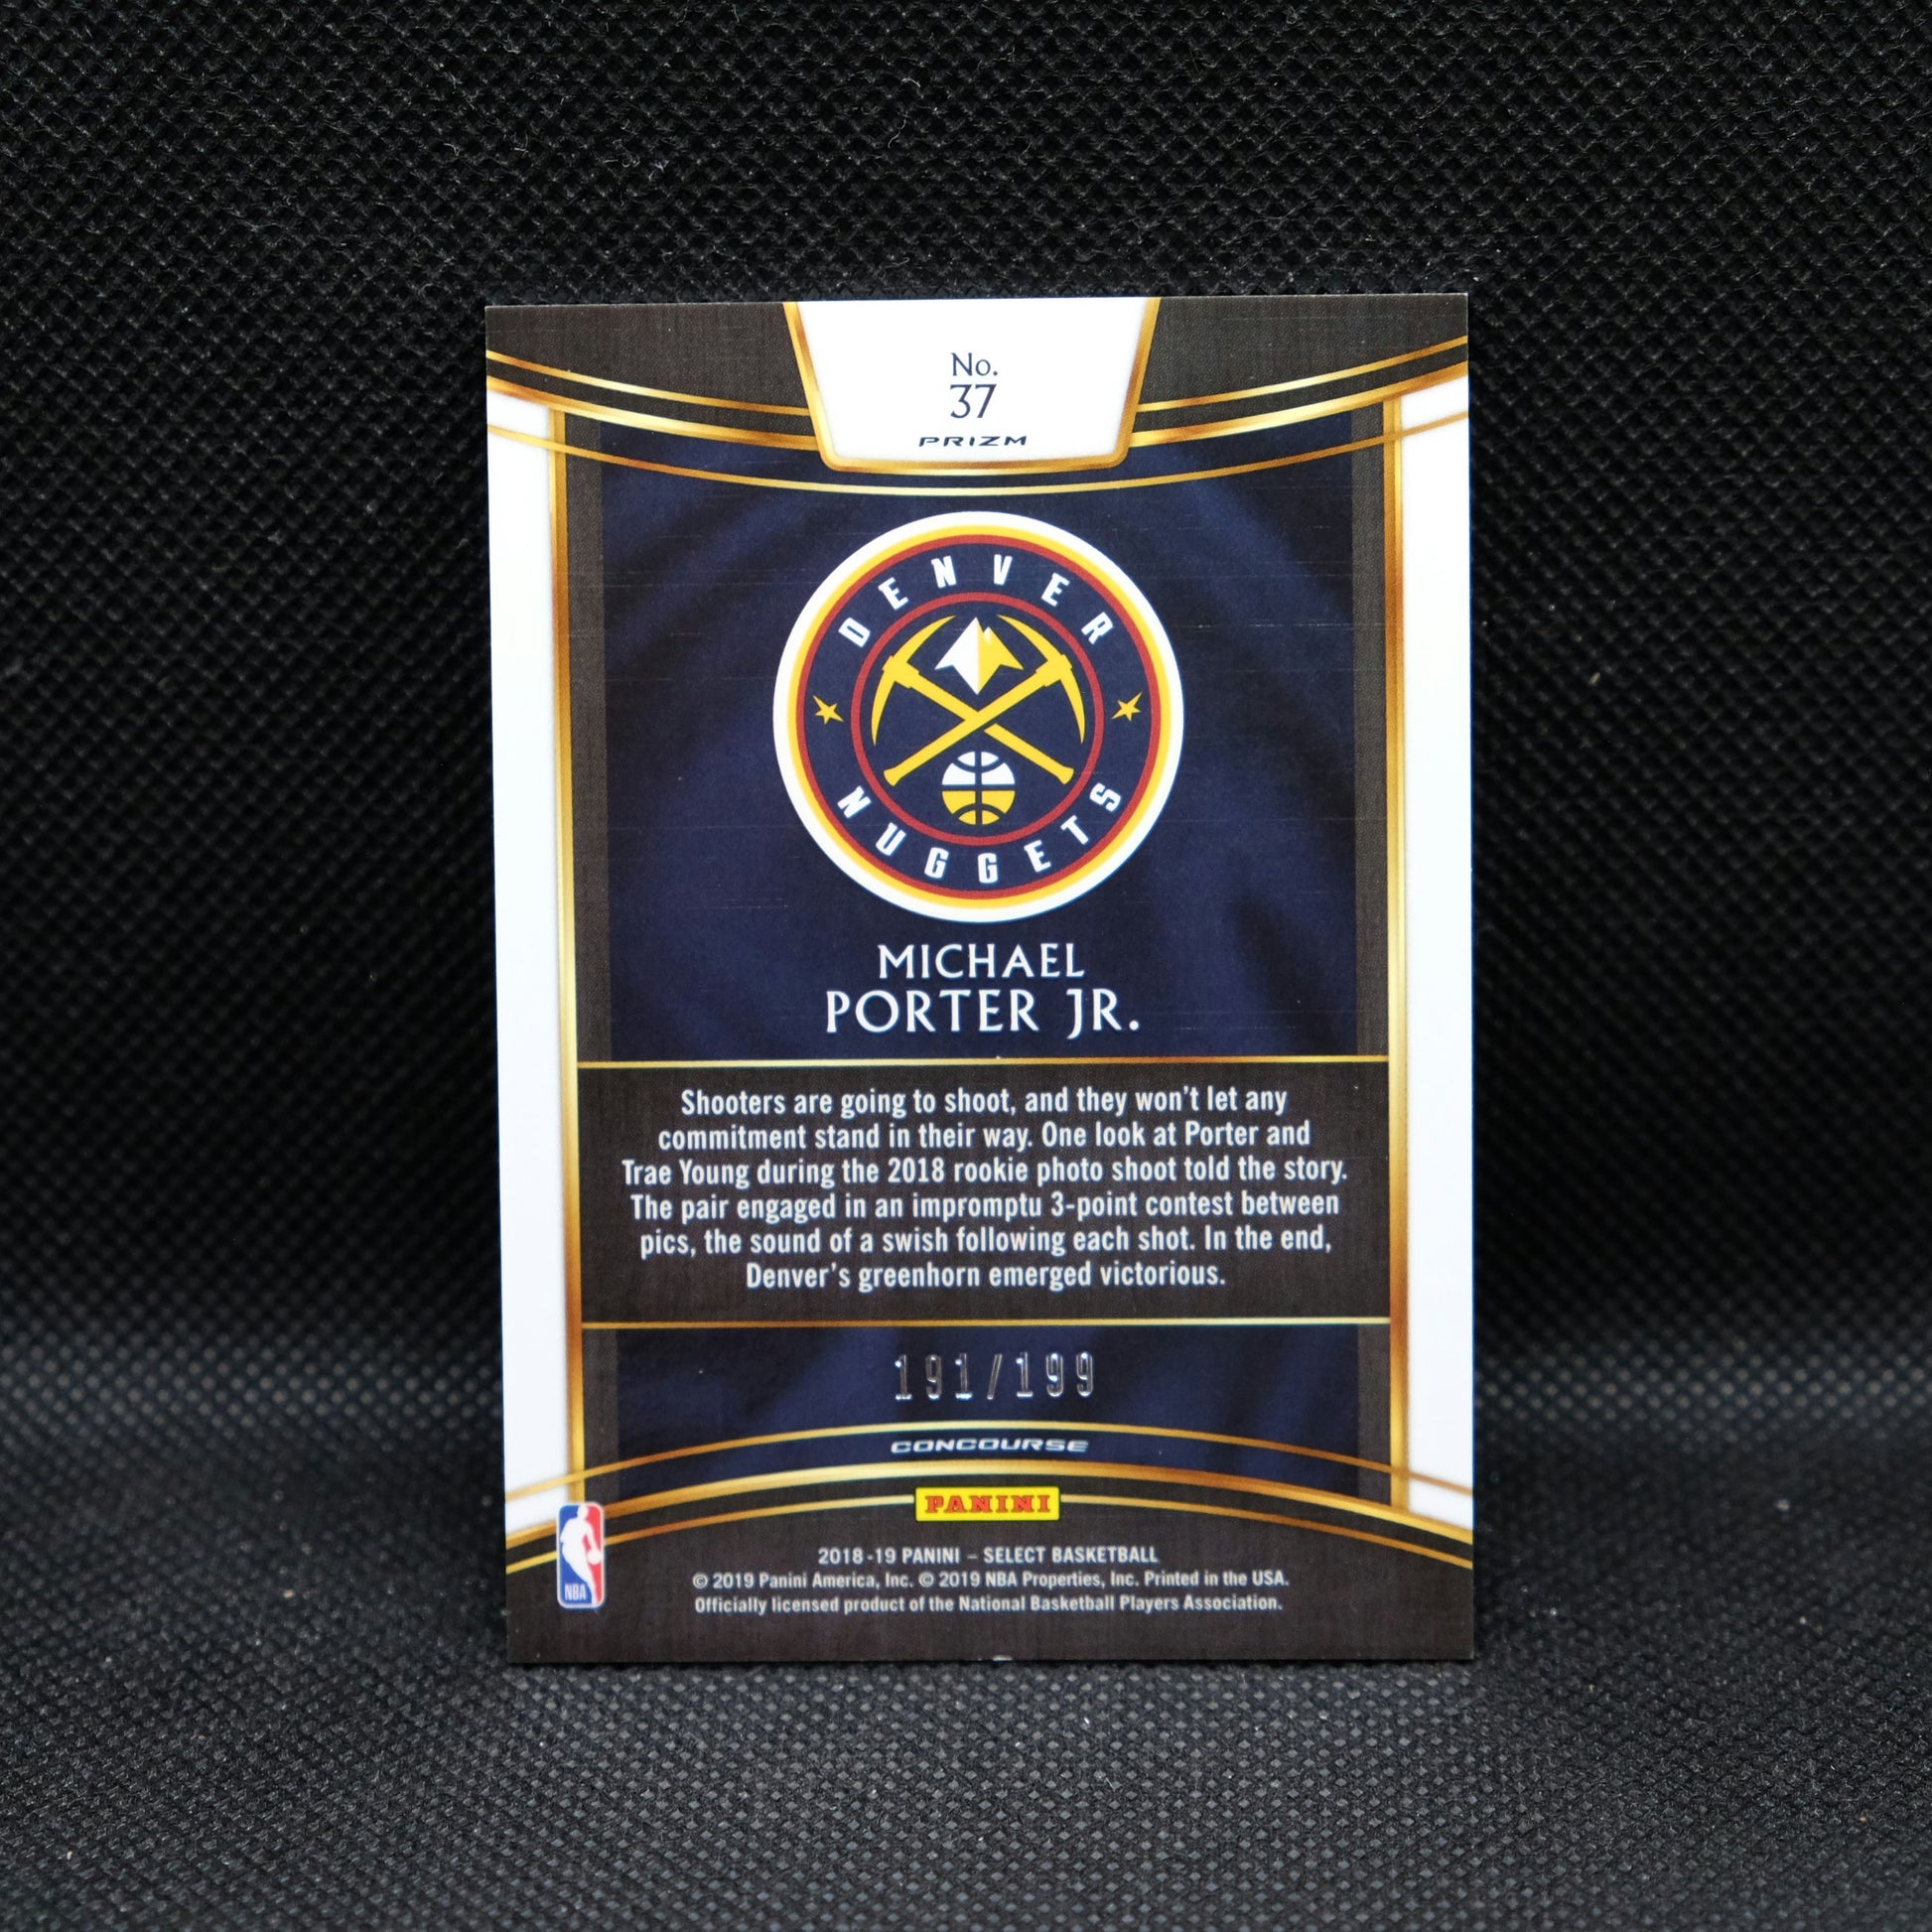 No.
37
PRIZM
DENVER
NUGGETS
MICHAEL
PORTER JR.
Shooters are going to shoot, and they won't let any
commitment stand in their way. One look at Porter and
Trae Young during the 2018 rookie photo shoot told the story.
The pair engaged in an impromptu 3-point contest between
pics, the sound of a swish following each shot. In the end,
Denver's greenhorn emerged victorious.
191/199
CONCOURSE
PANINI
NBA
2018-19 PANINI – SELECT BASKETBALL
© 2019 Panini America, Inc. © 2019 NBA Properties, Inc. Printed in the USA.
Officially licensed product of the National Basketball Players Association.